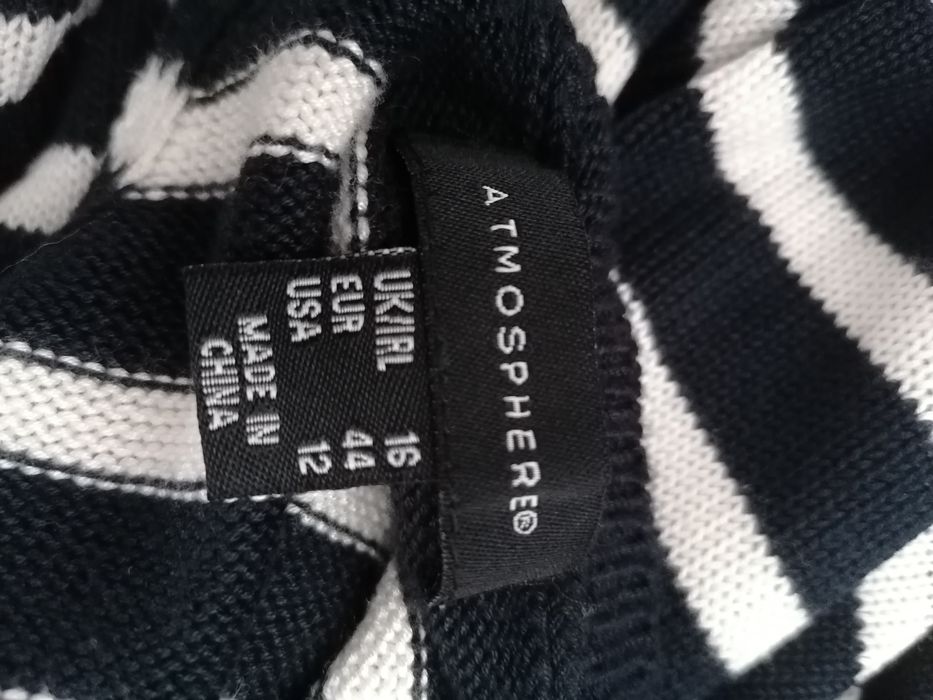 ATMOSPHERE®
UK/IRL 16
EUR 44
USA 12
MADE IN
CHINA